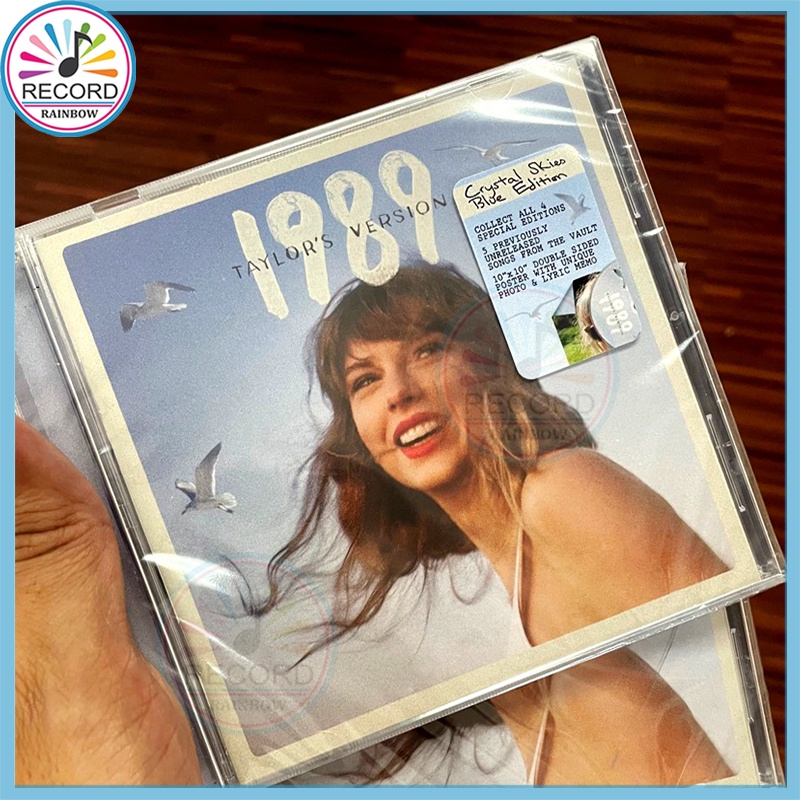 RECORD
RAINBOW
1989
TAYLOR'S VERSION
Crystal Skies
Blue Edition
COLLECT ALL 4
SPECIAL EDITIONS
5 PREVIOUSLY
UNRELEASED
SONGS FROM THE VAULT
10"x10" DOUBLE SIDED
POSTER WITH UNIQUE
PHOTO & LYRIC MEMO
1989
RECORD
RAINBOW
RECORD
RAINBOW